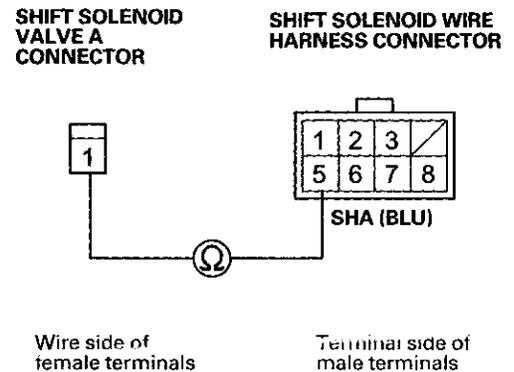 SHIFT SOLENOID
VALVE A
CONNECTOR
SHIFT SOLENOID WIRE
HARNESS CONNECTOR
1
1 2 3
5 6 7 8
SHA (BLU)
Ω
Wire side of
female terminals
Terminal side of
male terminals